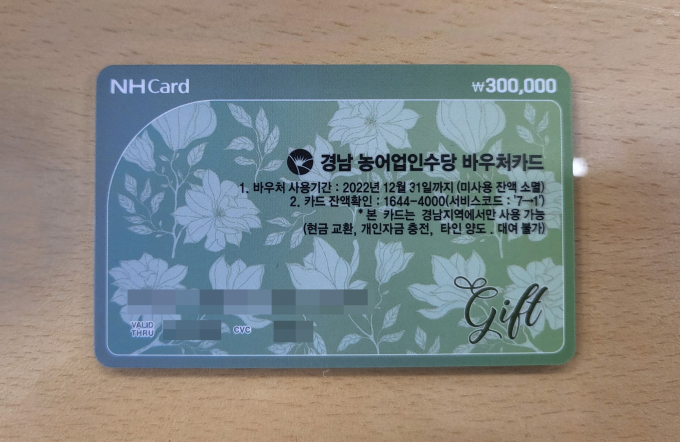 NH Card
₩300,000
경남 농어업인수당 바우처카드
1. 바우처 사용기간 : 2022년 12월 31일까지 (미사용 잔액 소멸)
2. 카드 잔액확인 : 1644-4000(서비스코드 : '7→1')
* 본 카드는 경남지역에서만 사용 가능
(현금 교환, 개인자금 충전, 타인 양도 . 대여 불가)
VALID
THRU
CVC
Gift